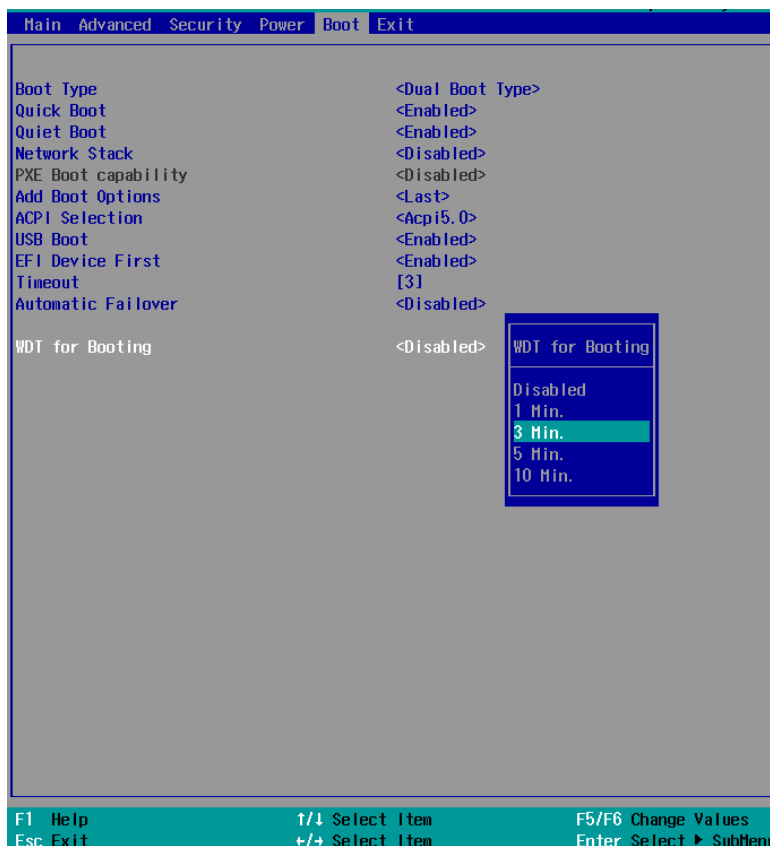 Main Advanced Security Power Boot Exit
Boot Type <Dual Boot Type>
Quick Boot <Enabled>
Quiet Boot <Enabled>
Network Stack <Disabled>
PXE Boot capability <Disabled>
Add Boot Options <Last>
ACPI Selection <Acpi5.0>
USB Boot <Enabled>
EFI Device First <Enabled>
Timeout [3]
Automatic Failover <Disabled>
WDT for Booting <Disabled>
WDT for Booting
Disabled
1 Min.
3 Min.
5 Min.
10 Min.
F1 Help ↑/↓ Select Item F5/F6 Change Values
Esc Exit ←/→ Select Item Enter Select ▶ SubMenu